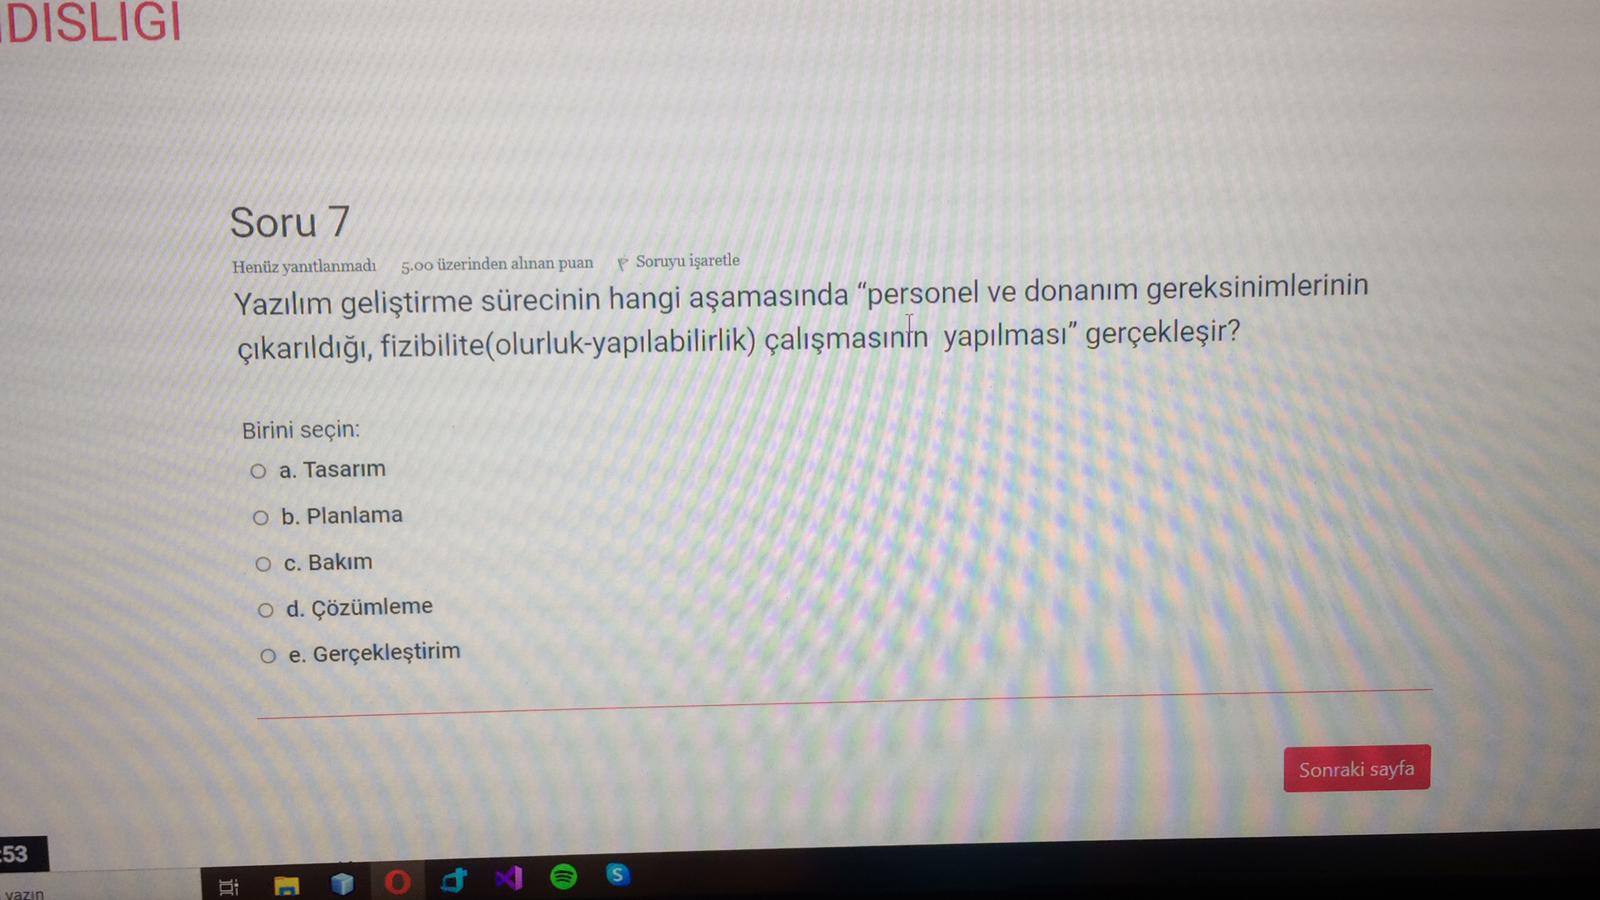 DISLIGI
Soru 7
Henüz yanıtlanmadı 5.00 üzerinden alınan puan Soruyu işaretle
Yazılım geliştirme sürecinin hangi aşamasında “personel ve donanım gereksinimlerinin
çıkarıldığı, fizibilite(olurluk-yapılabilirlik) çalışmasının yapılması” gerçekleşir?
Birini seçin:
a. Tasarım
b. Planlama
c. Bakım
d. Çözümleme
e. Gerçekleştirim
Sonraki sayfa
:53
yazın